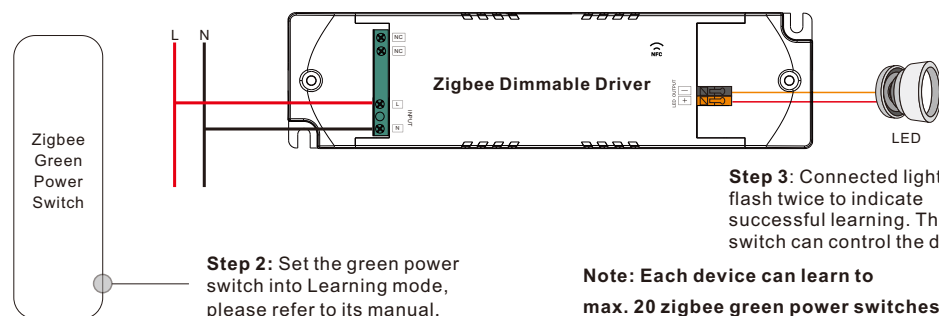 L N
NC
NC
NFC
Zigbee Dimmable Driver
LED OUTPUT
L
INPUT
N
LED
Zigbee
Green
Power
Switch
Step 3: Connected light
flash twice to indicate
successful learning. Th
switch can control the d
Step 2: Set the green power
switch into Learning mode,
please refer to its manual.
Note: Each device can learn to
max. 20 zigbee green power switches